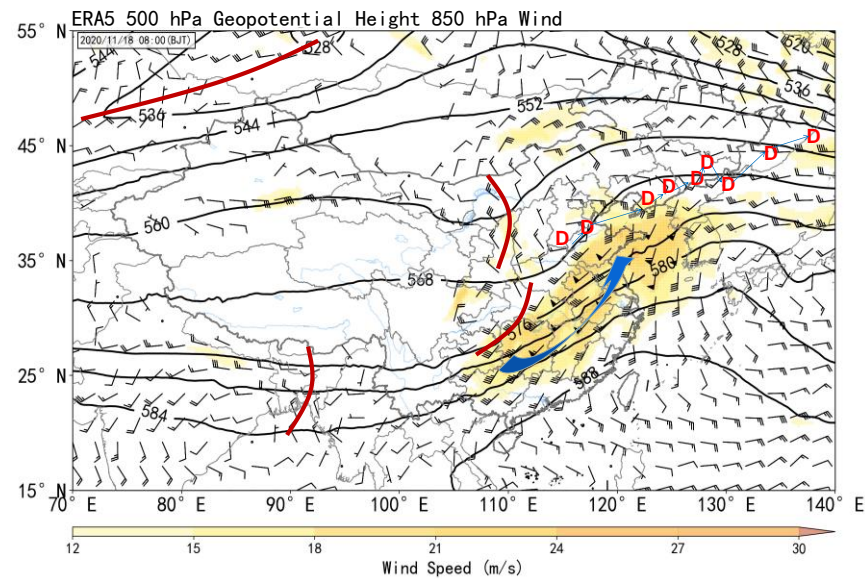 ERA5 500 hPa Geopotential Height 850 hPa Wind
2020/11/18 08:00(BJT)
55° N
45° N
35° N
25° N
15° N
544
528
528
520
536
536
552
544
560
568
580
576
588
584
D
D
D
D
D
D
D
D
D
70° E
80° E
90° E
100° E
110° E
120° E
130° E
140° E
12
15
18
21
24
27
30
Wind Speed (m/s)